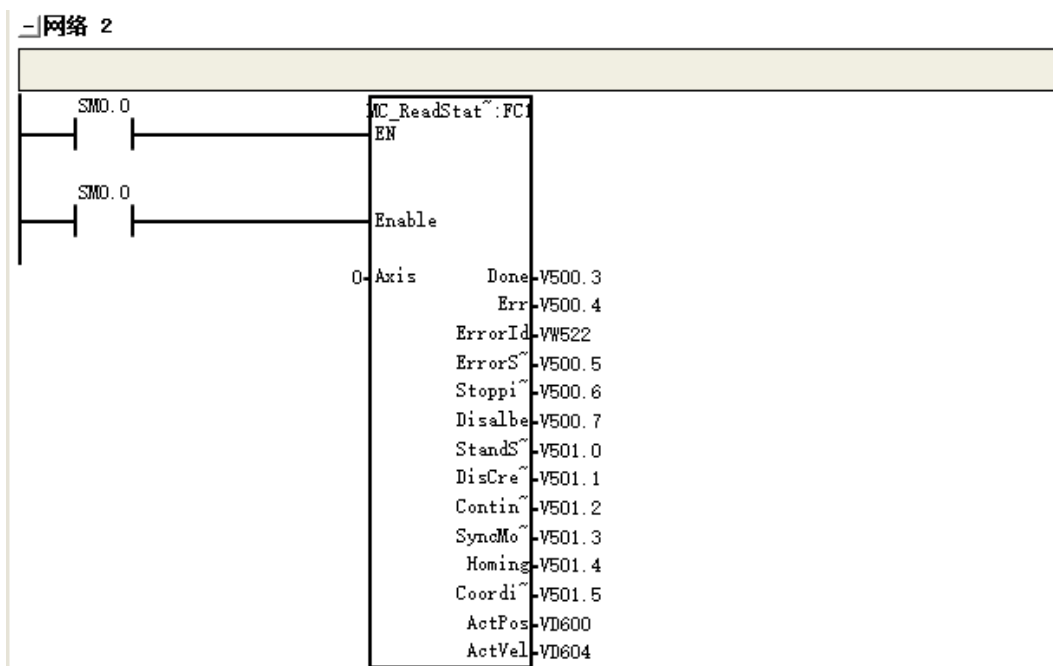 网络 2
SM0.0
MC_ReadStat~:FC1
EN
SM0.0
Enable
0 Axis Done V500.3
Err V500.4
ErrorId VW522
ErrorS~ V500.5
Stoppi~ V500.6
Disalbe V500.7
StandS~ V501.0
DisCre~ V501.1
Contin~ V501.2
SyncMo~ V501.3
Homing V501.4
Coordi~ V501.5
ActPos VD600
ActVel VD604